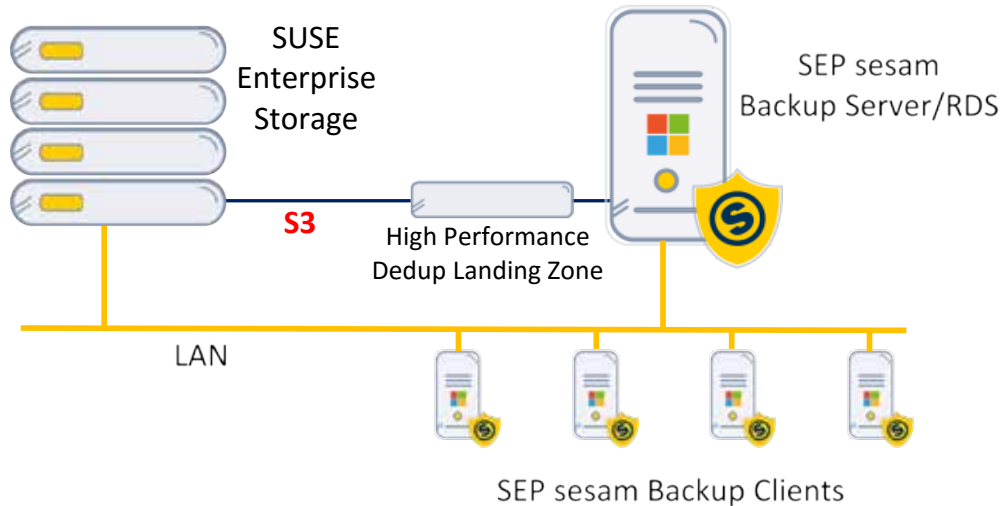 SUSE
Enterprise
Storage
SEP sesam
Backup Server/RDS
S3
High Performance
Dedup Landing Zone
LAN
SEP sesam Backup Clients